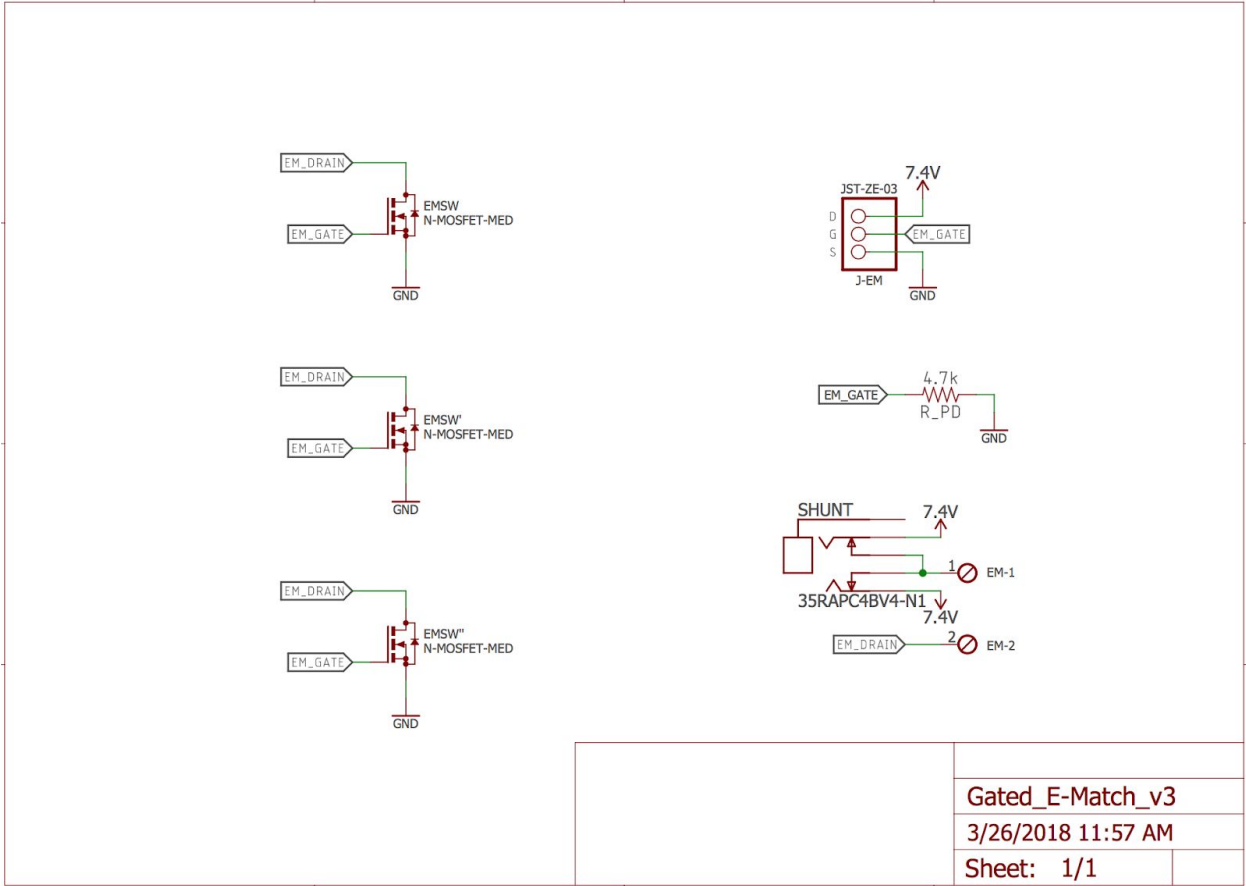 EM_DRAIN
EMSW
N-MOSFET-MED
EM_GATE
GND
EM_DRAIN
EMSW'
N-MOSFET-MED
EM_GATE
GND
EM_DRAIN
EMSW"
N-MOSFET-MED
EM_GATE
GND
7.4V
JST-ZE-03
D
G
EM_GATE
S
J-EM
GND
4.7k
EM_GATE
R_PD
GND
SHUNT
7.4V
1
EM-1
35RAPC4BV4-N1
7.4V
EM_DRAIN
2
EM-2
Gated_E-Match_v3
3/26/2018 11:57 AM
Sheet: 1/1